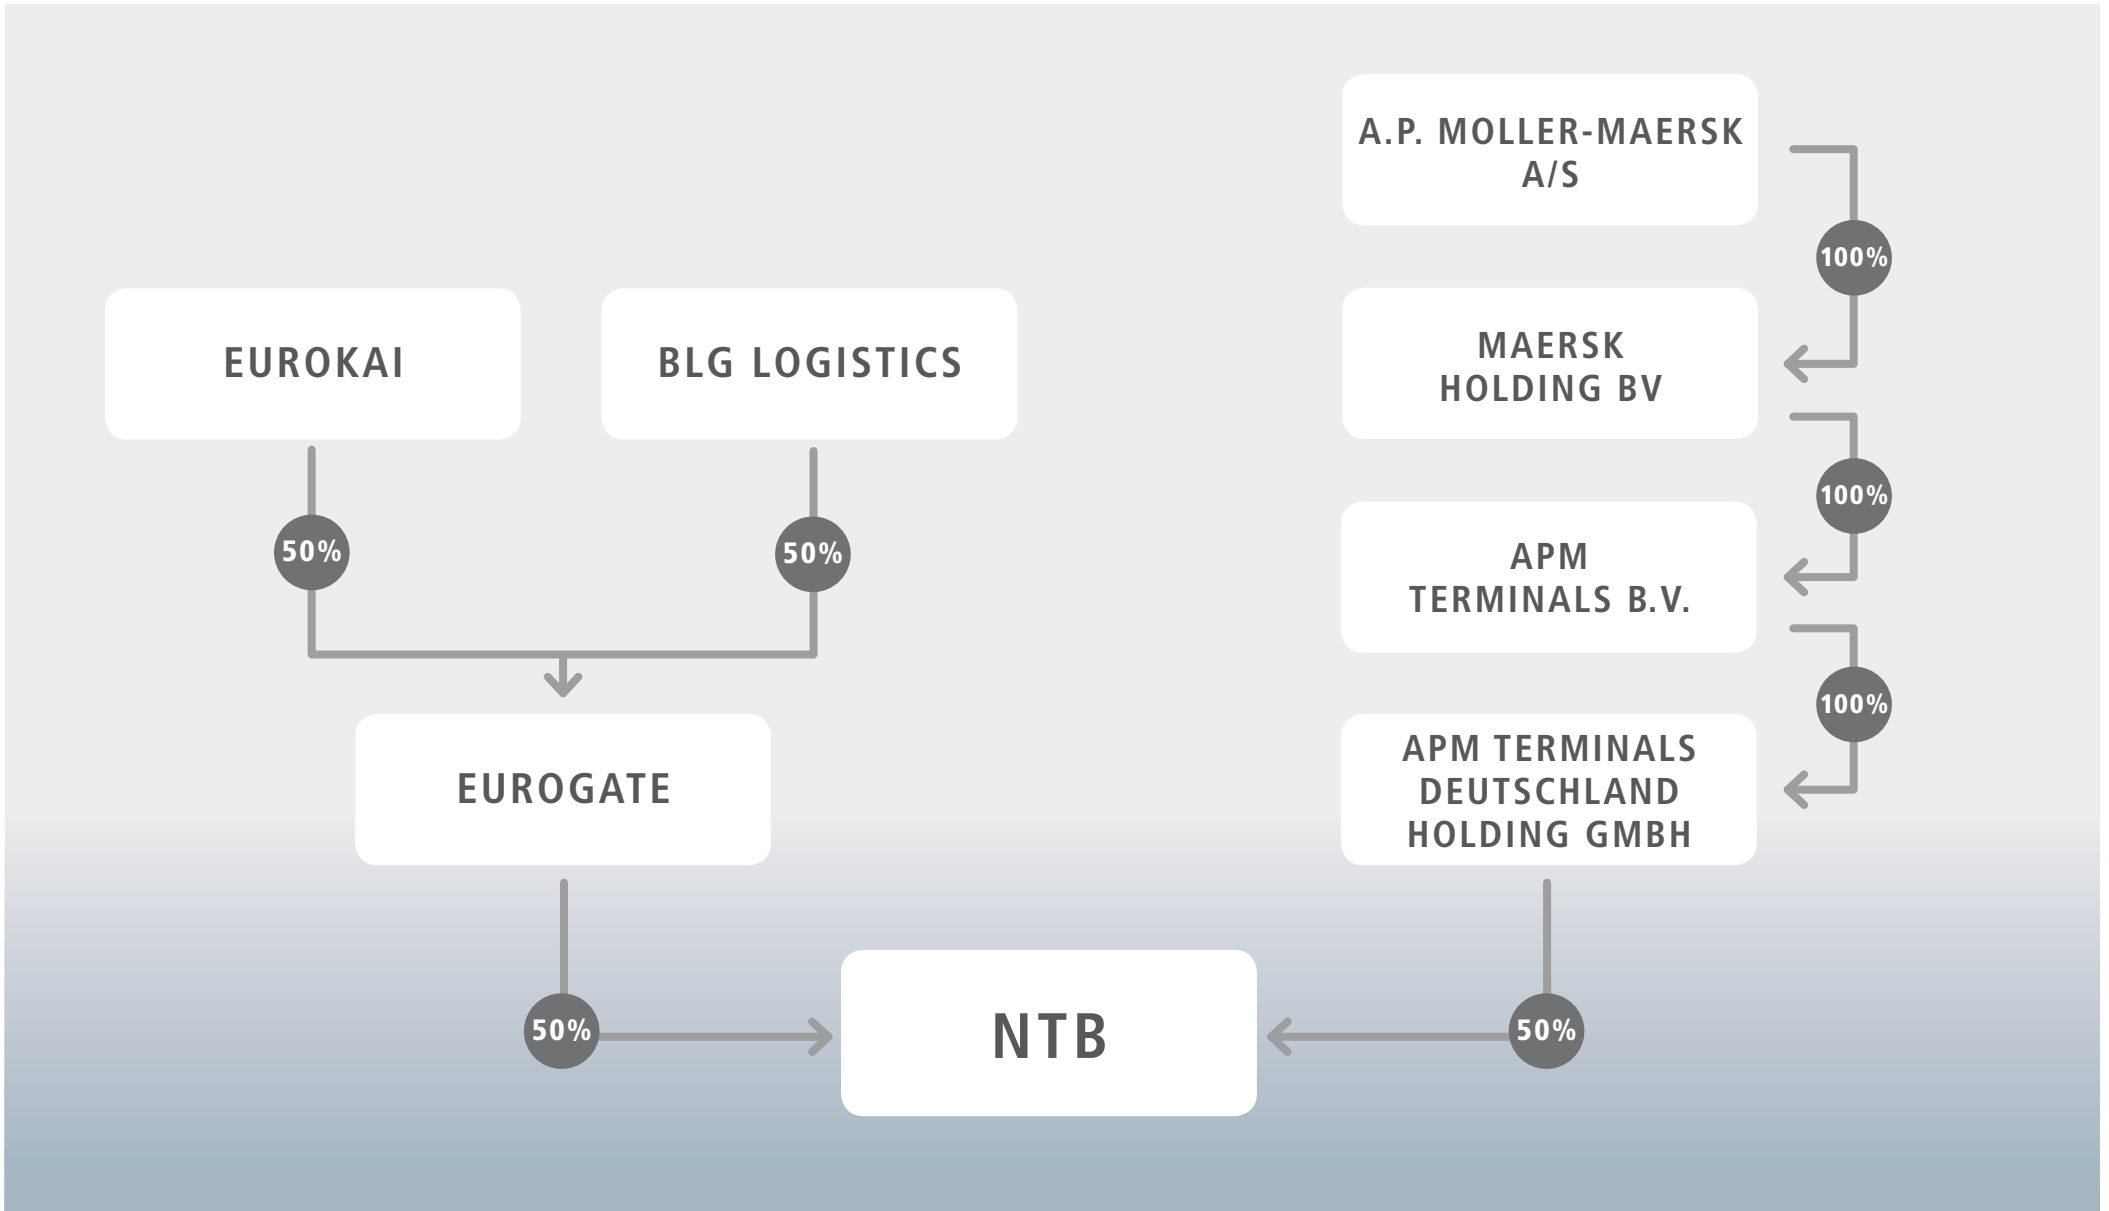 A.P. MOLLER-MAERSK
A/S
100%
EUROKAI
BLG LOGISTICS
MAERSK
HOLDING BV
100%
50%
50%
APM
TERMINALS B.V.
100%
EUROGATE
APM TERMINALS
DEUTSCHLAND
HOLDING GMBH
50%
NTB
50%